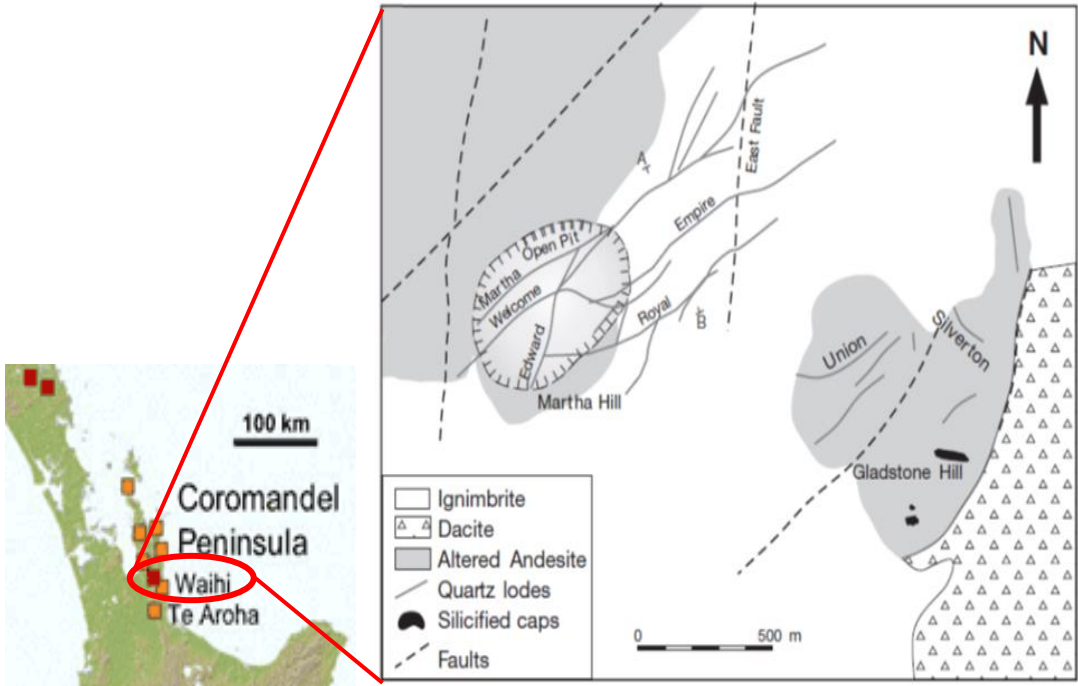 100 km
Coromandel
Peninsula
Waihi
Te Aroha
N
A
East Fault
Empire
Martha
Open Pit
Welcome
Edward
Royal
B
Martha Hill
Union
Silverton
Gladstone Hill
Ignimbrite
Dacite
Altered Andesite
Quartz lodes
Silicified caps
Faults
0 500 m